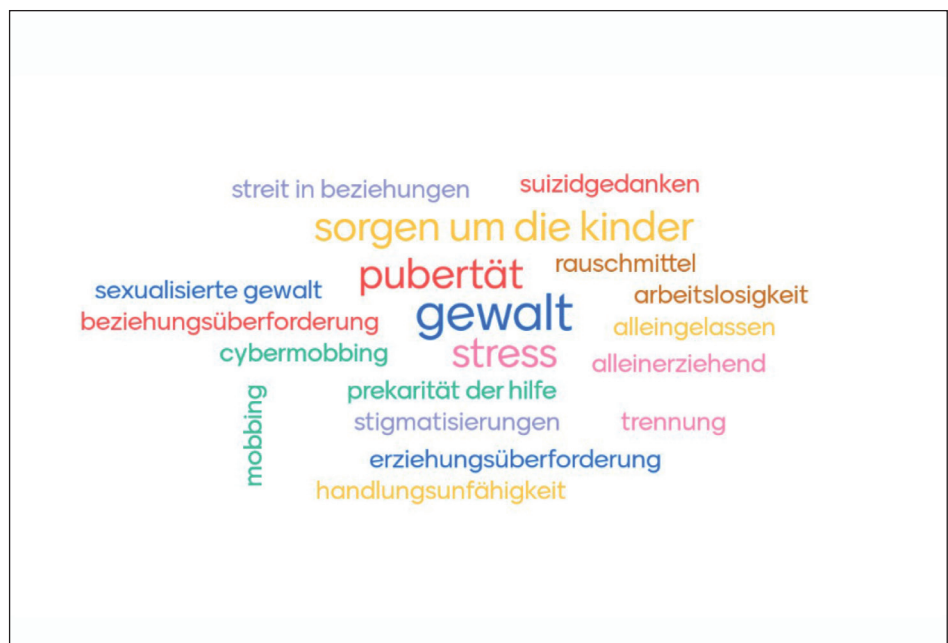 streit in beziehungen
suizidgedanken
sorgen um die kinder
pubertät
rauschmittel
sexualisierte gewalt
arbeitslosigkeit
gewalt
beziehungsüberforderung
alleingelassen
cybermobbing
stress
alleinerziehend
prekarität der hilfe
mobbing
stigmatisierungen
trennung
erziehungsüberforderung
handlungsunfähigkeit